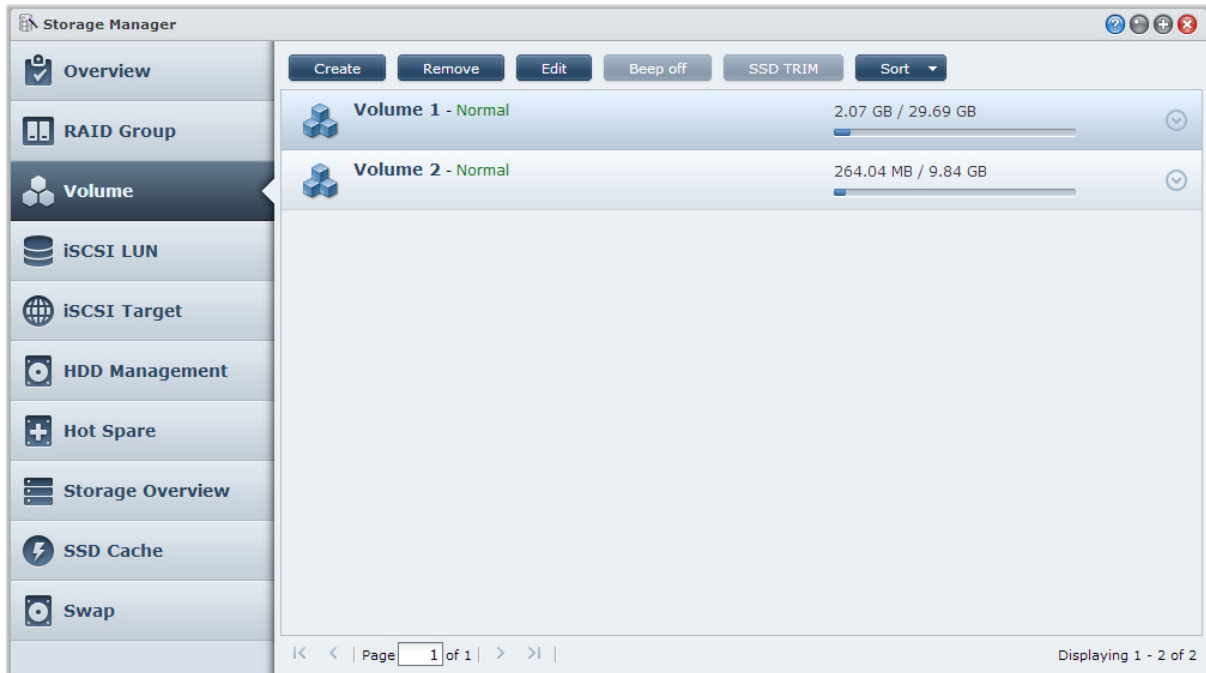 Storage Manager
Overview
RAID Group
Volume
iSCSI LUN
iSCSI Target
HDD Management
Hot Spare
Storage Overview
SSD Cache
Swap
Create Remove Edit Beep off SSD TRIM Sort
Volume 1 - Normal 2.07 GB / 29.69 GB
Volume 2 - Normal 264.04 MB / 9.84 GB
Page 1 of 1 Displaying 1 - 2 of 2